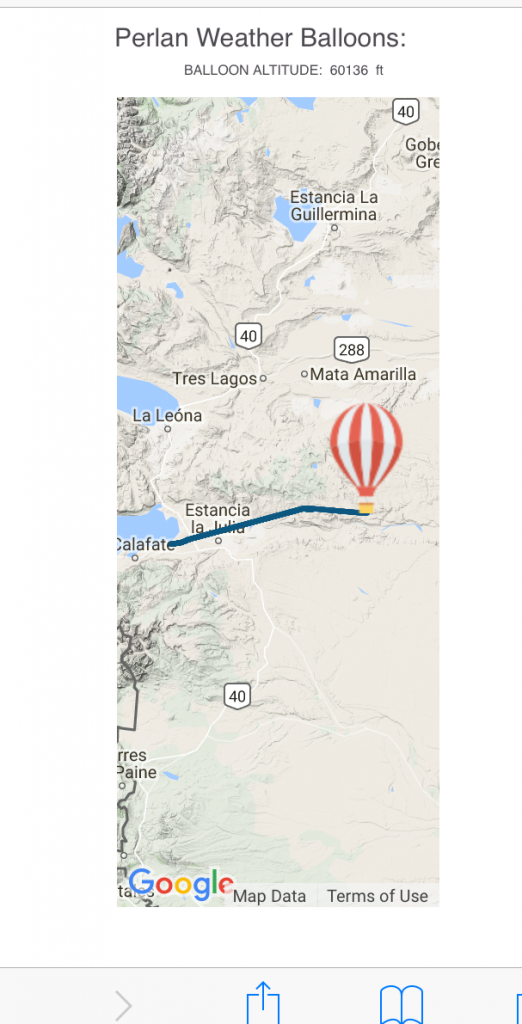 Perlan Weather Balloons:
BALLOON ALTITUDE: 60136 ft
40
Gobe
Gre
Estancia La
Guillermina
40
288
Tres Lagos
Mata Amarilla
La Leóna
Estancia
la Julia
Calafate
40
rres
Paine
Google
Map Data
Terms of Use